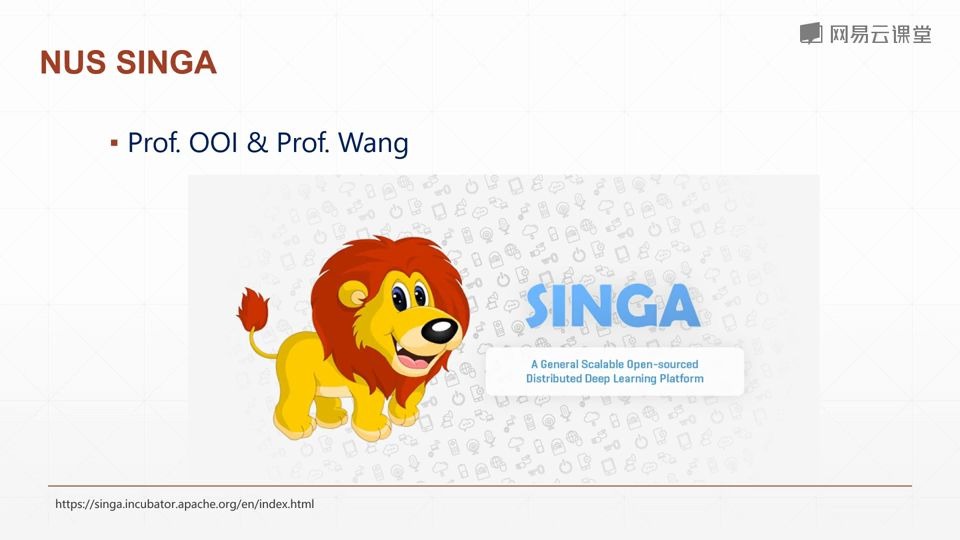 网易云课堂
NUS SINGA
▪ Prof. OOI & Prof. Wang
SINGA
A General Scalable Open-sourced
Distributed Deep Learning Platform
https://singa.incubator.apache.org/en/index.html